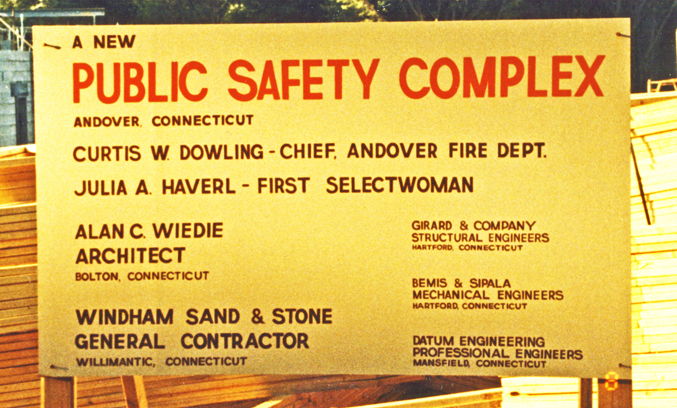 A NEW
PUBLIC SAFETY COMPLEX
ANDOVER, CONNECTICUT
CURTIS W. DOWLING - CHIEF, ANDOVER FIRE DEPT.
JULIA A. HAVERL - FIRST SELECTWOMAN
ALAN C. WIEDIE
ARCHITECT
BOLTON, CONNECTICUT
WINDHAM SAND & STONE
GENERAL CONTRACTOR
WILLIMANTIC, CONNECTICUT
GIRARD & COMPANY
STRUCTURAL ENGINEERS
HARTFORD, CONNECTICUT
BEMIS & SIPALA
MECHANICAL ENGINEERS
HARTFORD, CONNECTICUT
DATUM ENGINEERING
PROFESSIONAL ENGINEERS
MANSFIELD, CONNECTICUT